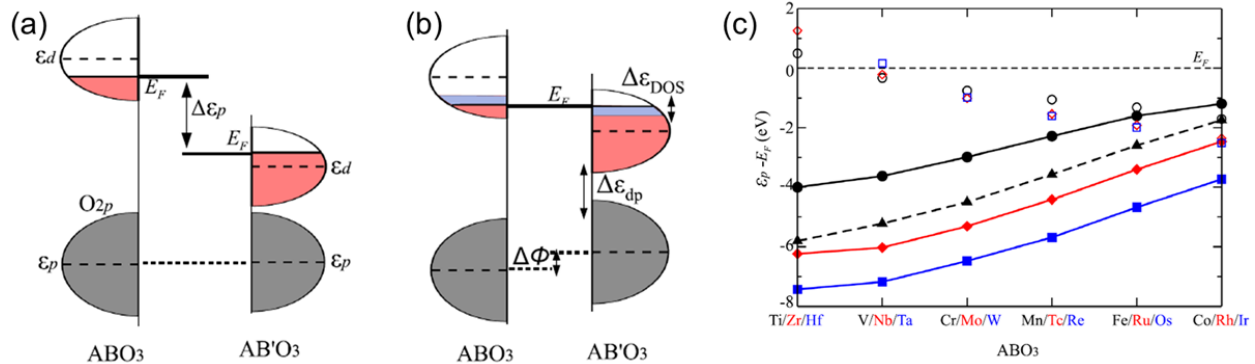 (a)
εd
EF
Δεp
EF
εd
O2p
εp
εp
ABO3
AB'O3
(b)
ΔεDOS
EF
Δεdp
ΔΦ
ABO3
AB'O3
(c)
2
0
-2
-4
-6
-8
εp -EF (eV)
EF
Ti/Zr/Hf V/Nb/Ta Cr/Mo/W Mn/Tc/Re Fe/Ru/Os Co/Rh/Ir
ABO3